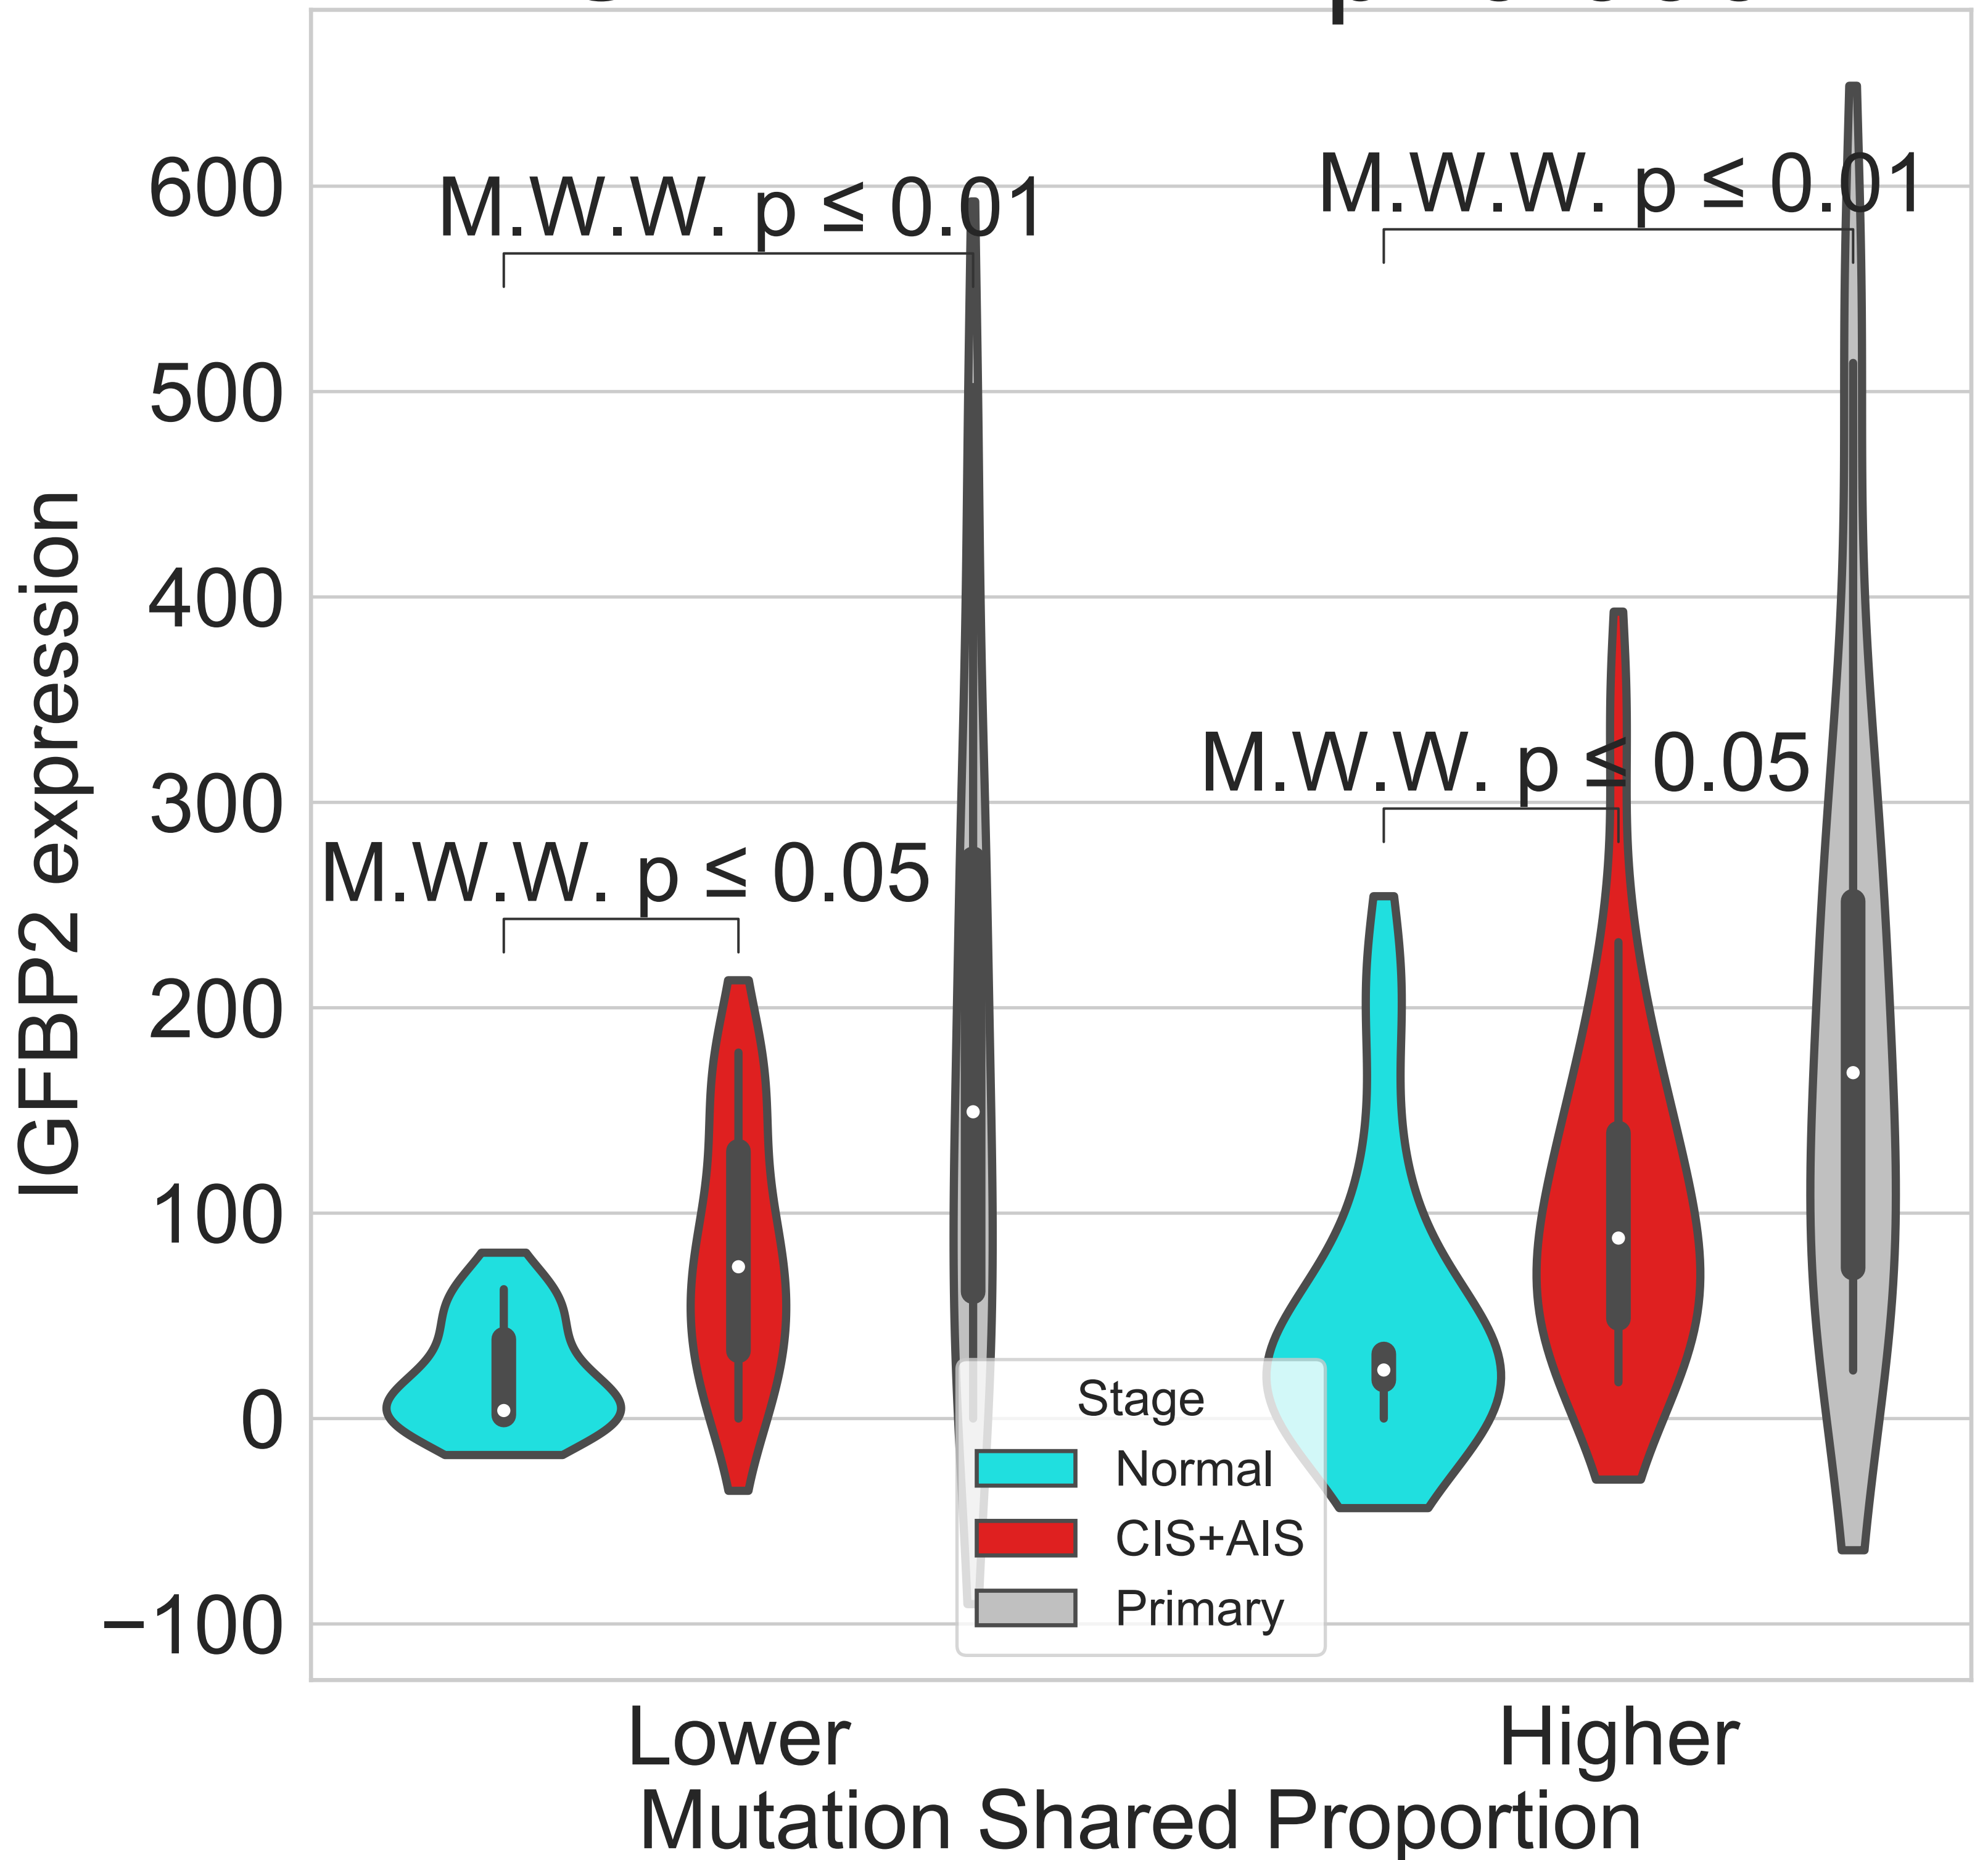 M.W.W. p ≤ 0.01
M.W.W. p ≤ 0.01
M.W.W. p ≤ 0.05
M.W.W. p ≤ 0.05
600
500
400
300
200
100
0
−100
IGFBP2 expression
Stage
Normal
CIS+AIS
Primary
Lower
Higher
Mutation Shared Proportion